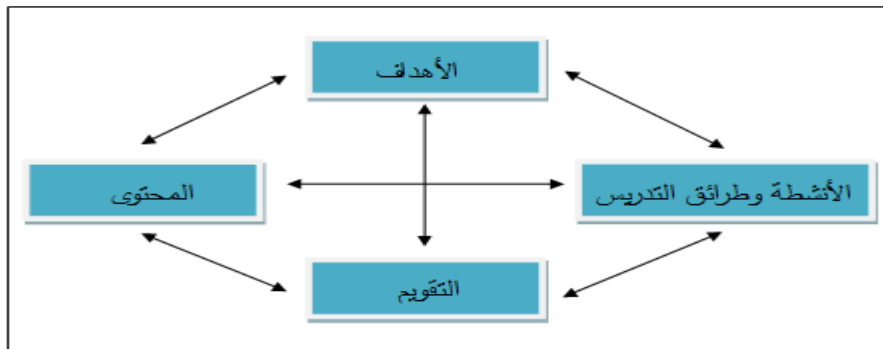 الأهداف
الأنشطة وطرائق التدريس
المحتوى
التقويم